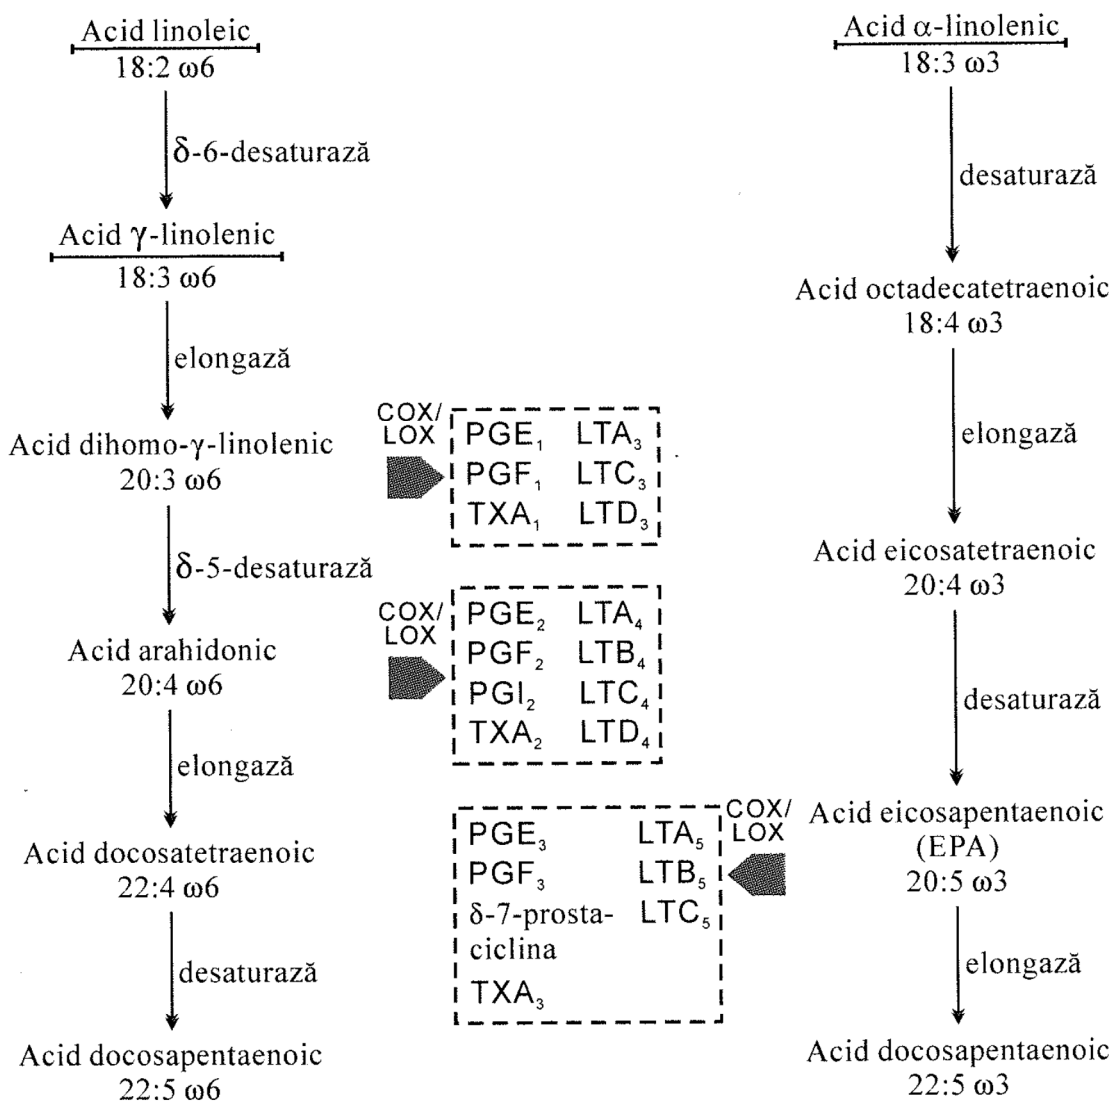 Acid linoleic
18:2 ω6
δ-6-desaturază
Acid γ-linolenic
18:3 ω6
elongază
Acid dihomo-γ-linolenic
20:3 ω6
δ-5-desaturază
Acid arahidonic
20:4 ω6
elongază
Acid docosatetraenoic
22:4 ω6
desaturază
Acid docosapentaenoic
22:5 ω6
COX/
LOX
PGE₁ LTA₃
PGF₁ LTC₃
TXA₁ LTD₃
COX/
LOX
PGE₂ LTA₄
PGF₂ LTB₄
PGI₂ LTC₄
TXA₂ LTD₄
COX/
LOX
PGE₃ LTA₅
PGF₃ LTB₅
δ-7-prosta- LTC₅
ciclina
TXA₃
Acid α-linolenic
18:3 ω3
desaturază
Acid octadecatetraenoic
18:4 ω3
elongază
Acid eicosatetraenoic
20:4 ω3
desaturază
Acid eicosapentaenoic
(EPA)
20:5 ω3
elongază
Acid docosapentaenoic
22:5 ω3